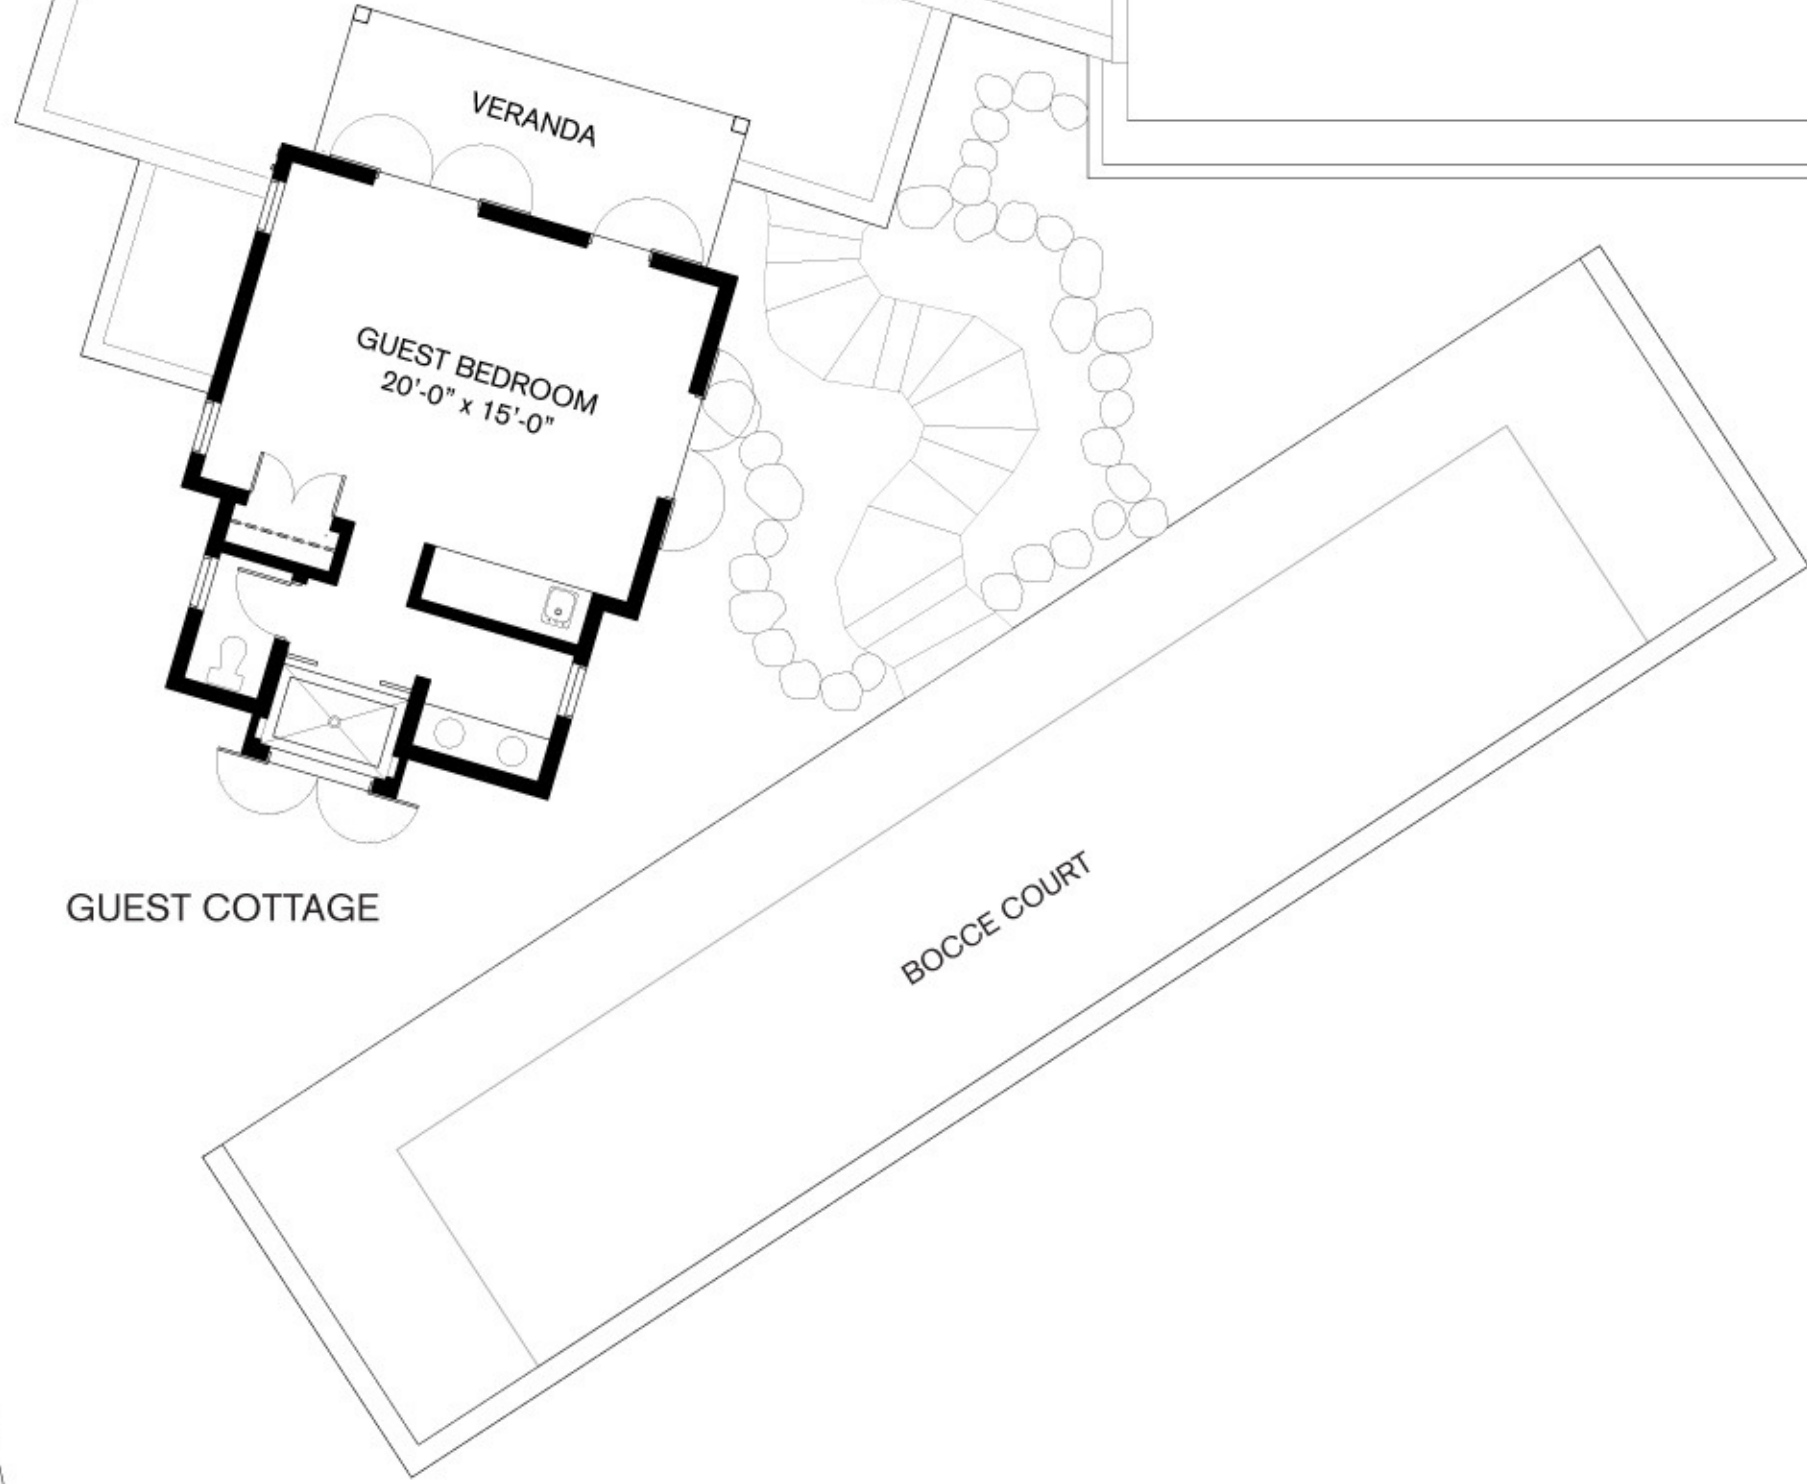 VERANDA
GUEST BEDROOM
20'-0" x 15'-0"
GUEST COTTAGE
BOCCE COURT